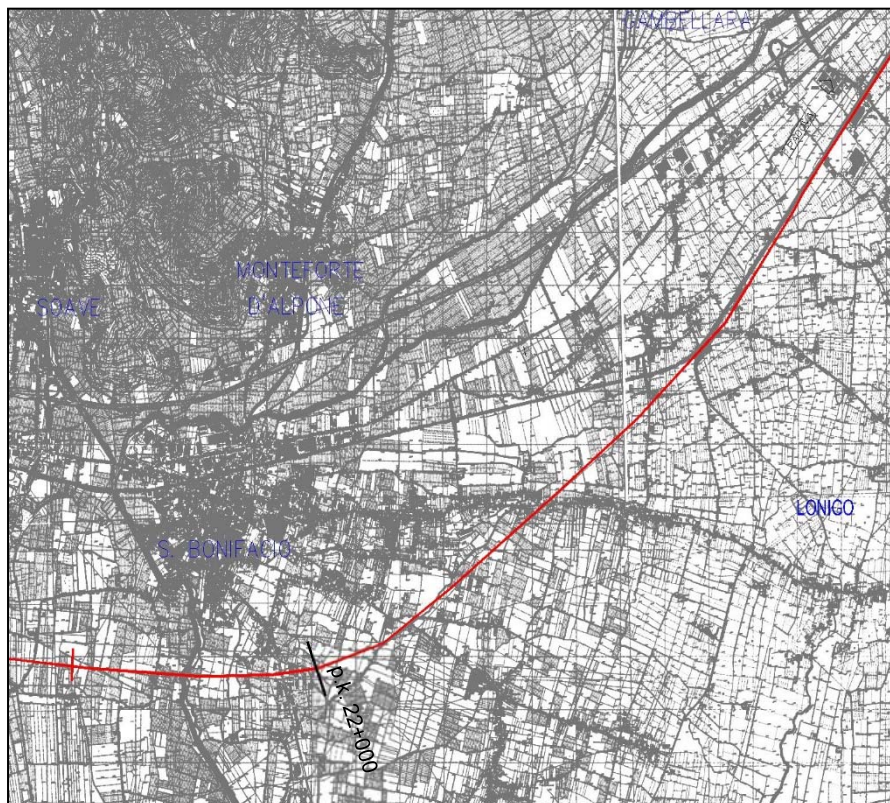 GAMBELLARA
MONTEFORTE
D'ALPONE
SOAVE
LONIGO
S. BONIFACIO
p.k. 22+000